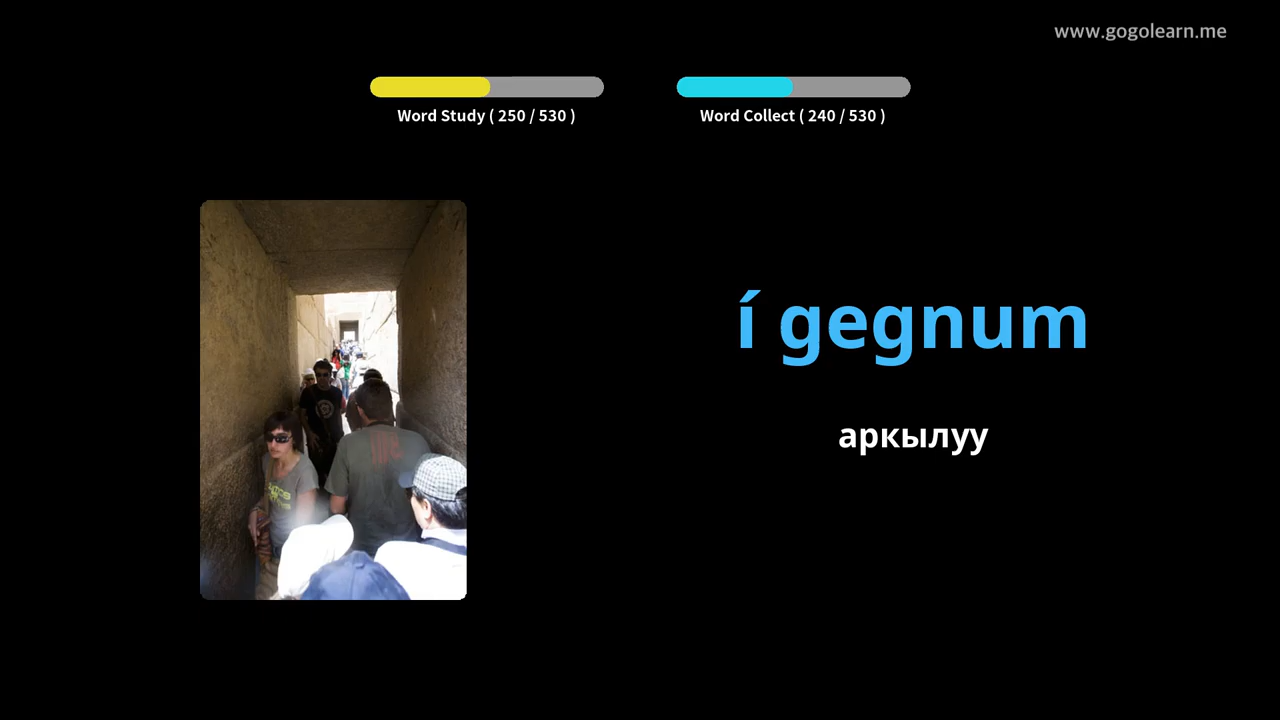 www.gogolearn.me
Word Study ( 250 / 530 )
Word Collect ( 240 / 530 )
í gegnum
аркылуу